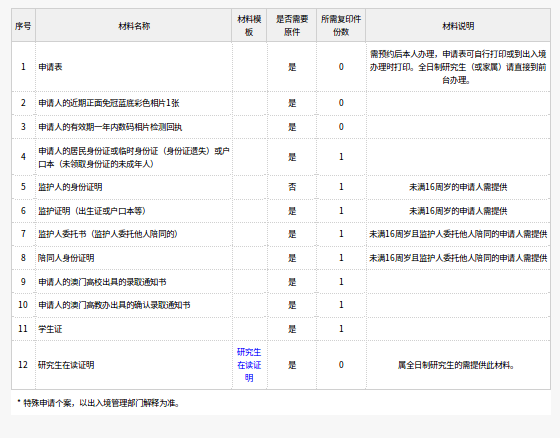 序号 材料名称 材料模板 是否需要原件 所需复印件份数 材料说明
1 申请表 是 0 需预约后本人办理，申请表可自行打印或到出入境办理时打印。全日制研究生（或家属）请直接到前台办理。
2 申请人的近期正面免冠蓝底彩色相片1张 是 0
3 申请人的有效期一年内数码相片检测回执 是 0
4 申请人的居民身份证或临时身份证（身份证遗失）或户口本（未领取身份证的未成年人） 是 1
5 监护人的身份证明 否 1 未满16周岁的申请人需提供
6 监护证明（出生证或户口本等） 是 1 未满16周岁的申请人需提供
7 监护人委托书（监护人委托他人陪同的） 是 1 未满16周岁且监护人委托他人陪同的申请人需提供
8 陪同人身份证明 是 1 未满16周岁且监护人委托他人陪同的申请人需提供
9 申请人的澳门高校出具的录取通知书 是 1
10 申请人的澳门高教办出具的确认录取通知书 是 1
11 学生证 是 1
12 研究生在读证明 研究生在读证明 是 0 属全日制研究生的需提供此材料。
* 特殊申请个案，以出入境管理部门解释为准。